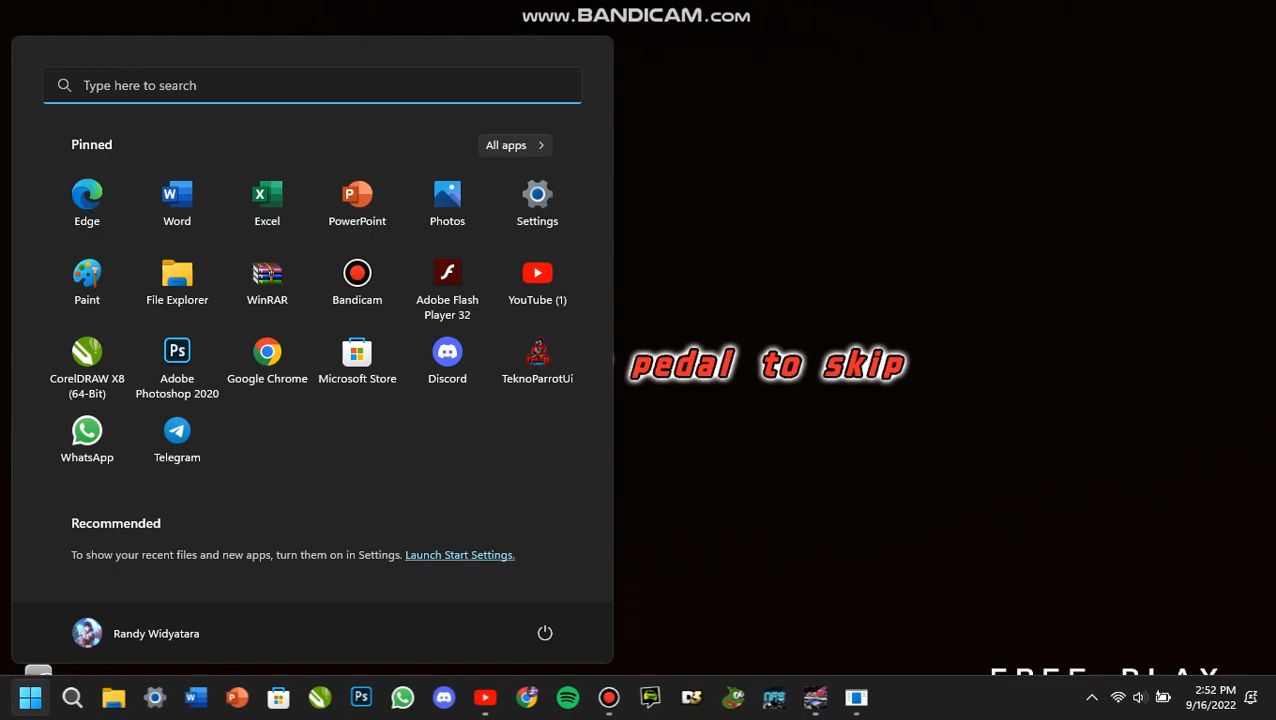 www.BANDICAM.com
Type here to search
Pinned
All apps
Edge
Word
Excel
PowerPoint
Photos
Settings
Paint
File Explorer
WinRAR
Bandicam
Adobe Flash
Player 32
YouTube (1)
CorelDRAW X8
(64-Bit)
Adobe
Photoshop 2020
Google Chrome
Microsoft Store
Discord
TeknoParrotUi
WhatsApp
Telegram
pedal to skip
Recommended
To show your recent files and new apps, turn them on in Settings. Launch Start Settings.
Randy Widyatara
FREE PLAY
2:52 PM
9/16/2022